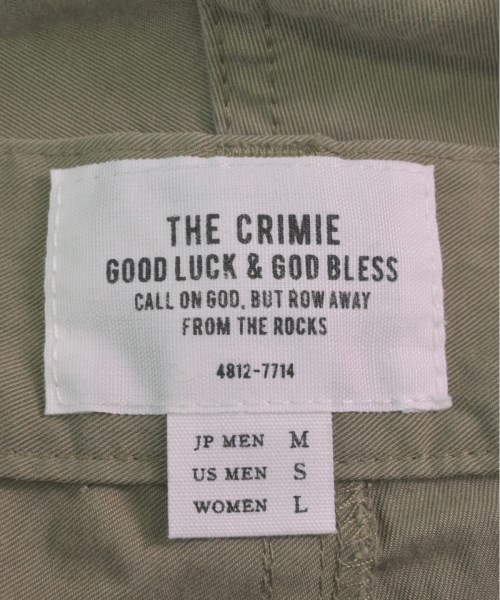 THE CRIMIE
GOOD LUCK & GOD BLESS
CALL ON GOD, BUT ROW AWAY
FROM THE ROCKS
4812-7714
JP MEN M
US MEN S
WOMEN L